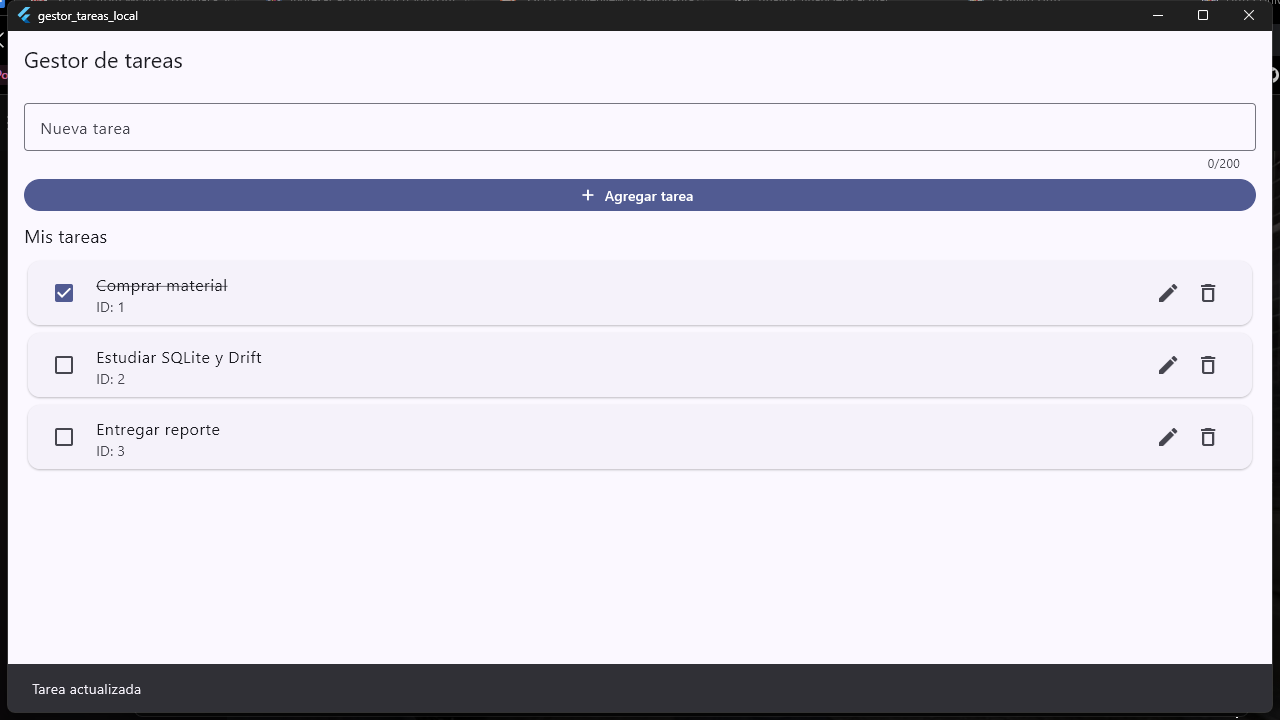 gestor_tareas_local
Gestor de tareas
Nueva tarea
0/200
+ Agregar tarea
Mis tareas
Comprar material
ID: 1
Estudiar SQLite y Drift
ID: 2
Entregar reporte
ID: 3
Tarea actualizada